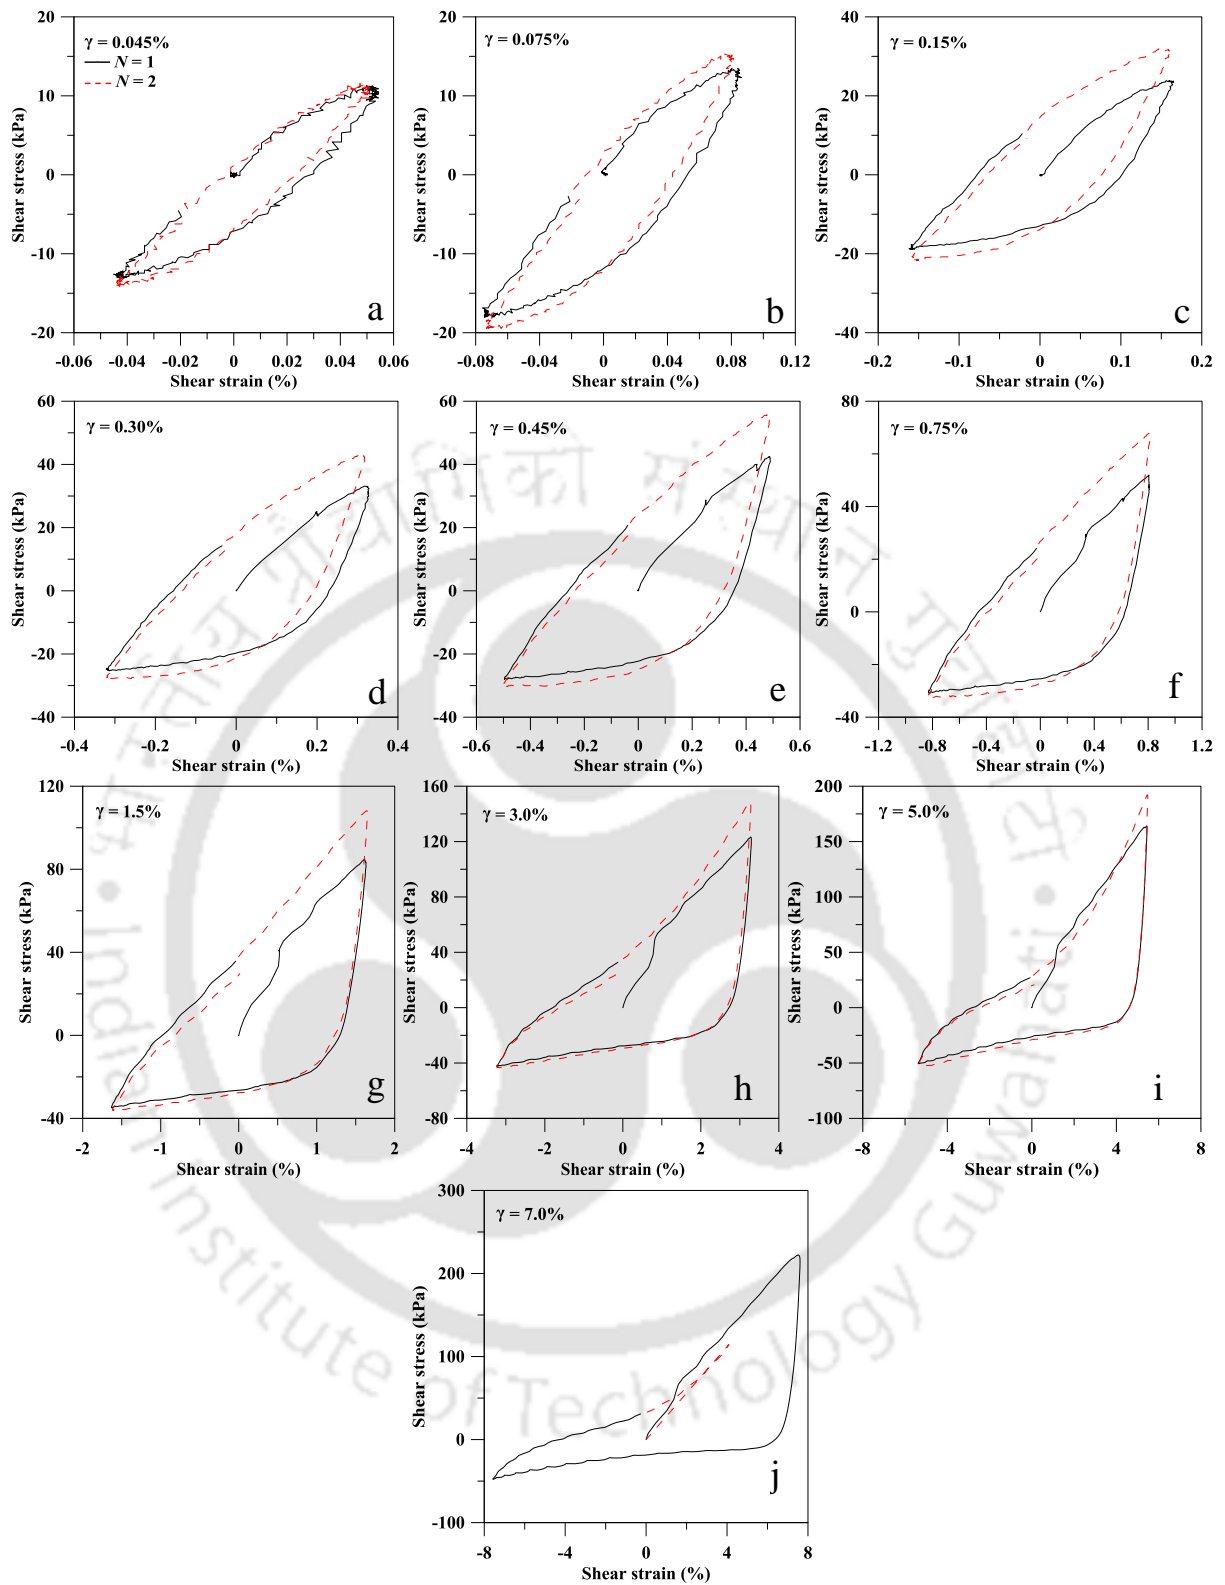 20
10
0
-10
-20
Shear stress (kPa)
γ = 0.045%
N = 1
N = 2
a
-0.06 -0.04 -0.02 0 0.02 0.04 0.06
Shear strain (%)
20
10
0
-10
-20
Shear stress (kPa)
γ = 0.075%
b
-0.08 -0.04 0 0.04 0.08 0.12
Shear strain (%)
40
20
0
-20
-40
Shear stress (kPa)
γ = 0.15%
c
-0.2 -0.1 0 0.1 0.2
Shear strain (%)
60
40
20
0
-20
-40
Shear stress (kPa)
γ = 0.30%
d
-0.4 -0.2 0 0.2 0.4
Shear strain (%)
60
40
20
0
-20
-40
Shear stress (kPa)
γ = 0.45%
e
-0.6 -0.4 -0.2 0 0.2 0.4 0.6
Shear strain (%)
80
40
0
-40
Shear stress (kPa)
γ = 0.75%
f
-1.2 -0.8 -0.4 0 0.4 0.8 1.2
Shear strain (%)
120
80
40
0
-40
Shear stress (kPa)
γ = 1.5%
g
-2 -1 0 1 2
Shear strain (%)
160
120
80
40
0
-40
-80
Shear stress (kPa)
γ = 3.0%
h
-4 -2 0 2 4
Shear strain (%)
200
150
100
50
0
-50
-100
Shear stress (kPa)
γ = 5.0%
i
-8 -4 0 4 8
Shear strain (%)
300
200
100
0
-100
Shear stress (kPa)
γ = 7.0%
j
-8 -4 0 4 8
Shear strain (%)
Indian Institute of Technology Guwahati